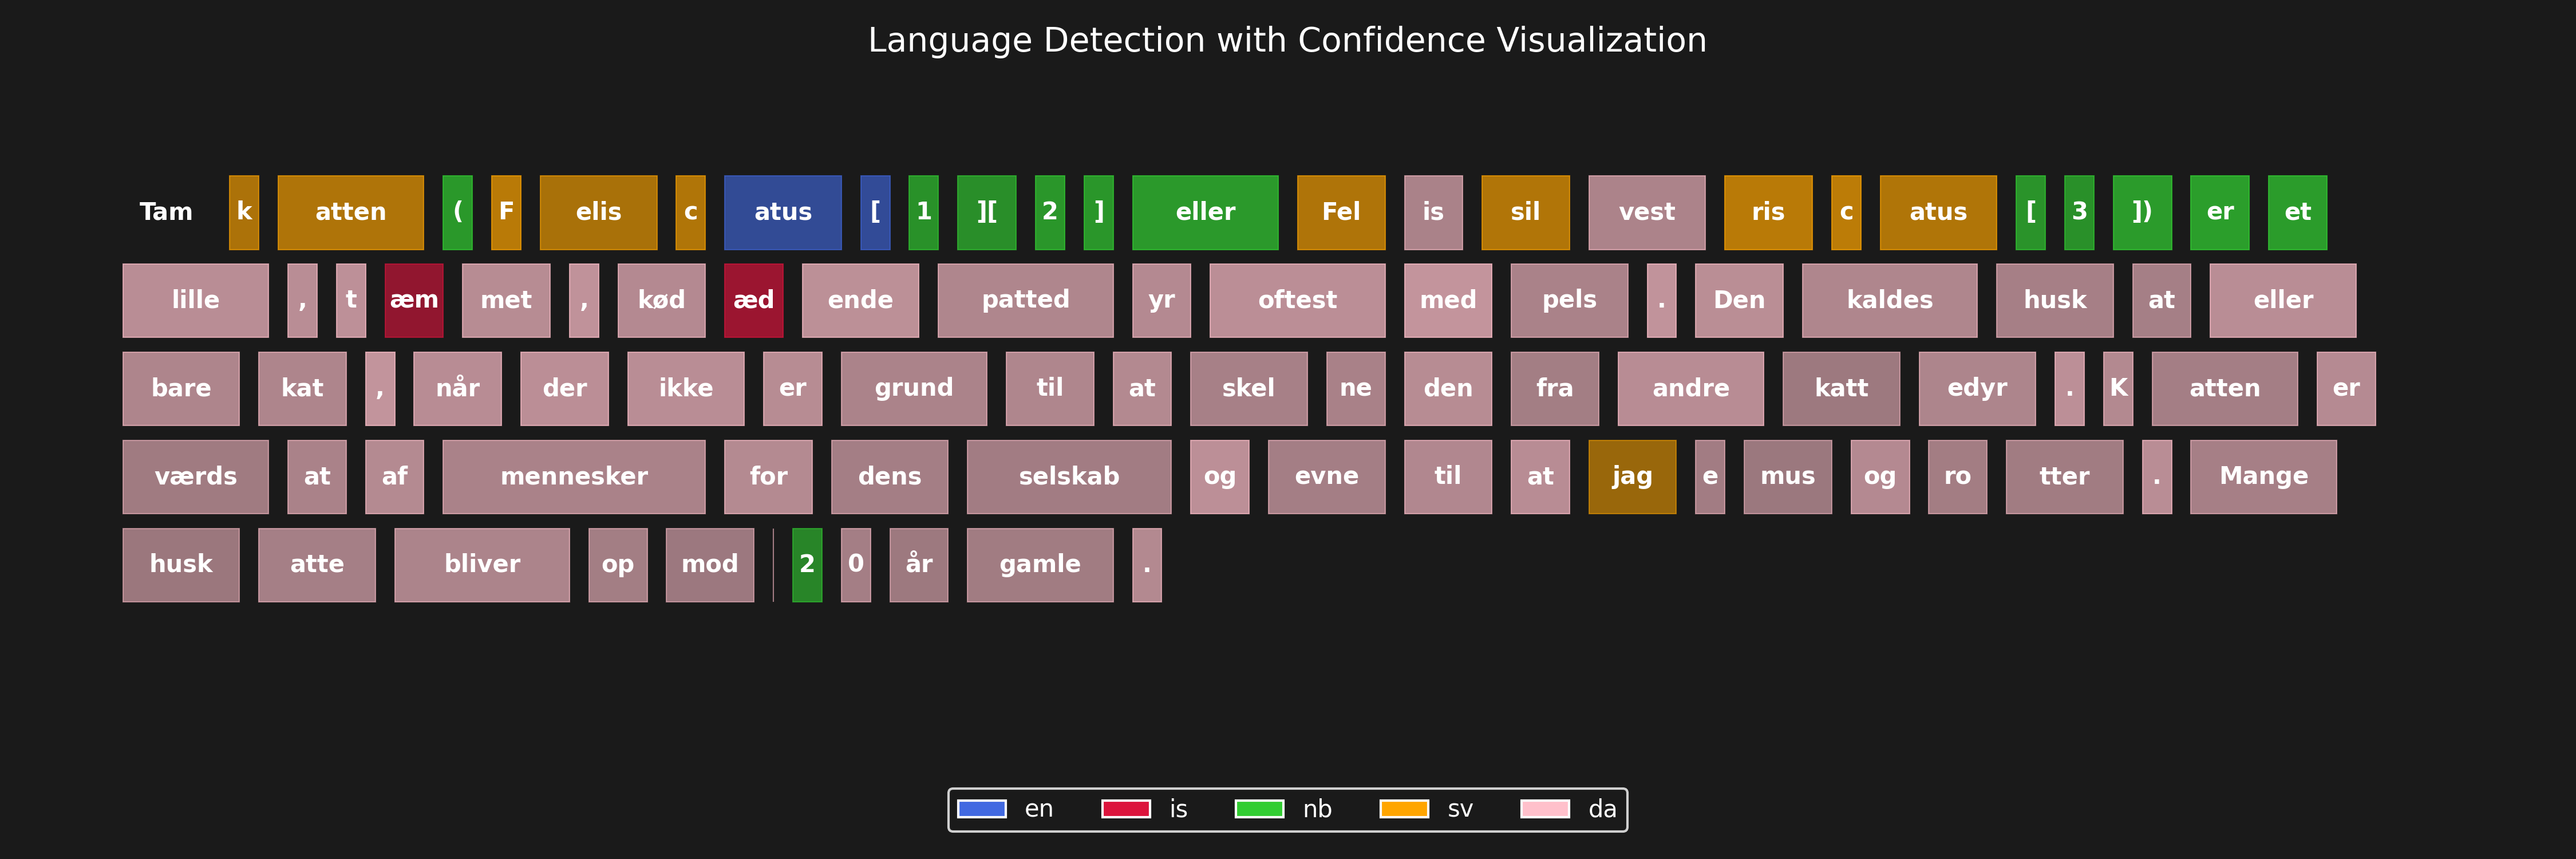 Language Detection with Confidence Visualization
Tam k atten ( F elis c atus [ 1 ][ 2 ] eller Fel is sil vest ris c atus [ 3 ]) er et
lille , t æm met , kød æd ende patted yr oftest med pels . Den kaldes husk at eller
bare kat , når der ikke er grund til at skel ne den fra andre katt edyr . K atten er
værds at af mennesker for dens selskab og evne til at jag e mus og ro tter . Mange
husk atte bliver op mod 2 0 år gamle .
en is nb sv da